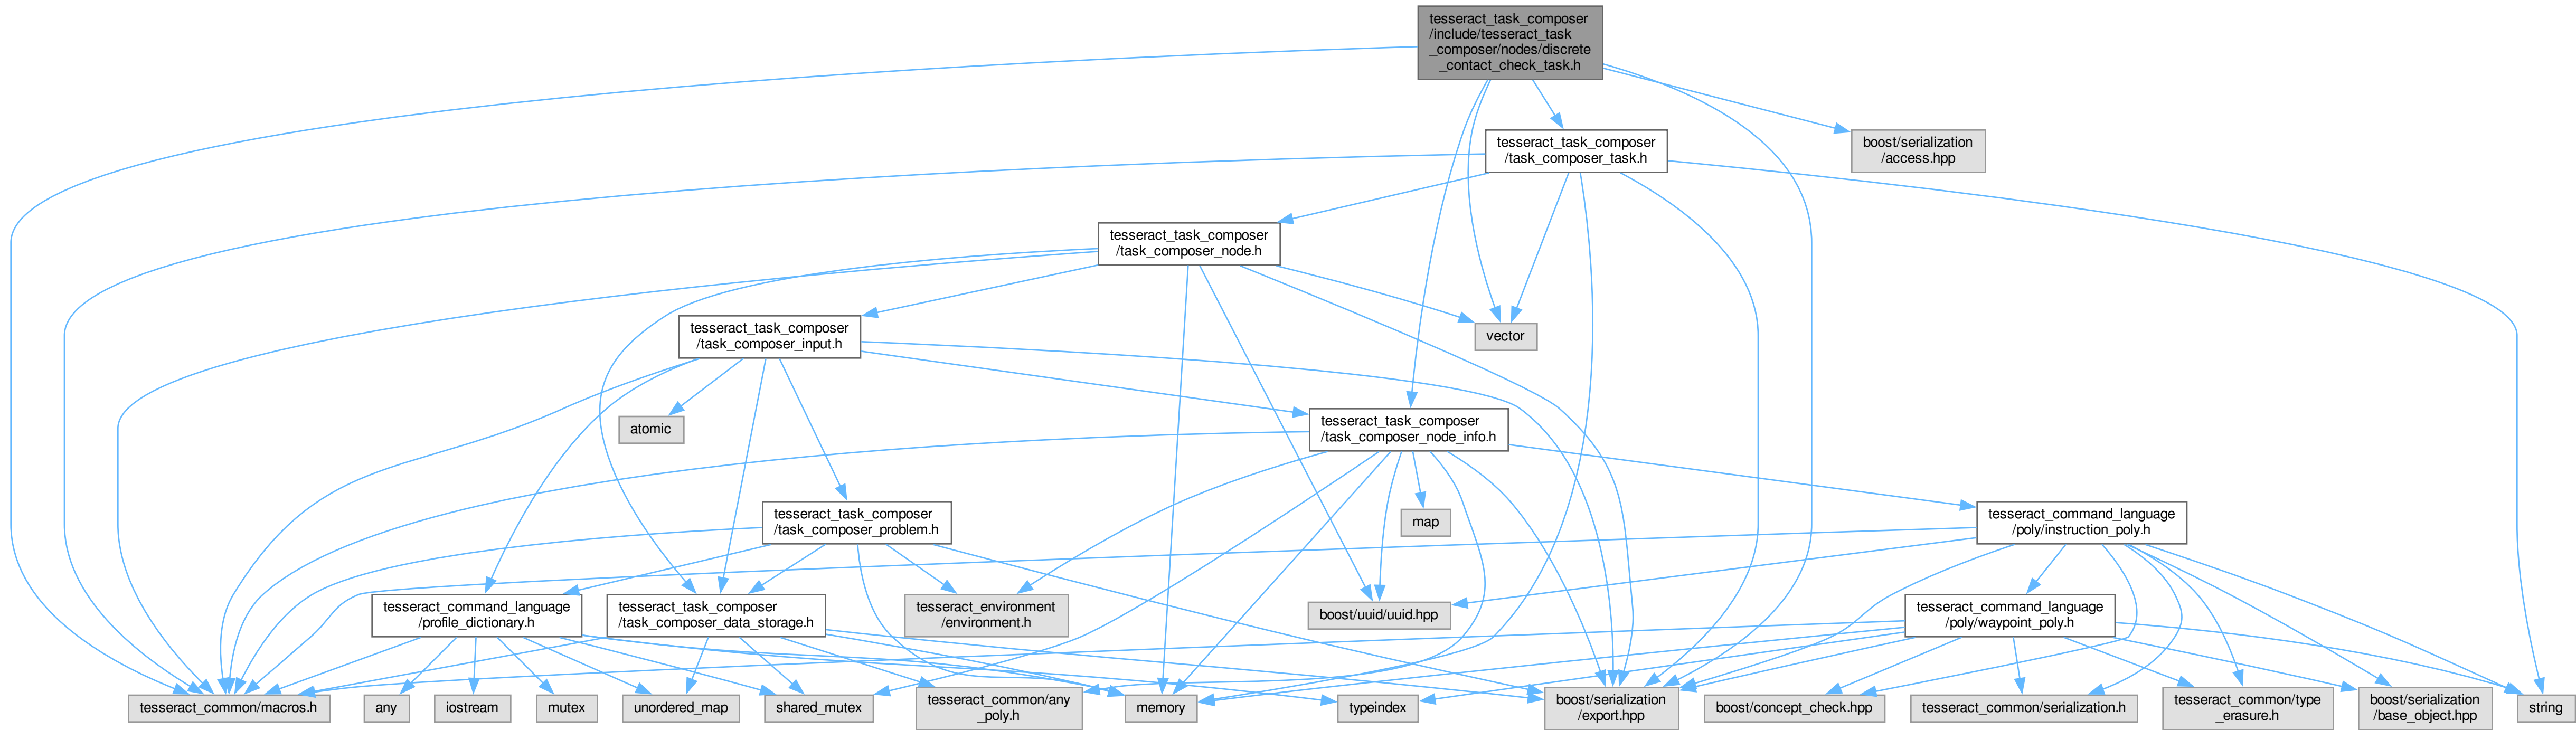 tesseract_task_composer
/include/tesseract_task
_composer/nodes/discrete
_contact_check_task.h
tesseract_task_composer
/task_composer_task.h
boost/serialization
/access.hpp
tesseract_task_composer
/task_composer_node.h
tesseract_task_composer
/task_composer_input.h
vector
atomic
tesseract_task_composer
/task_composer_node_info.h
tesseract_task_composer
/task_composer_problem.h
map
tesseract_command_language
/poly/instruction_poly.h
tesseract_command_language
/profile_dictionary.h
tesseract_task_composer
/task_composer_data_storage.h
tesseract_environment
/environment.h
boost/uuid/uuid.hpp
tesseract_command_language
/poly/waypoint_poly.h
tesseract_common/macros.h
any
iostream
mutex
unordered_map
shared_mutex
tesseract_common/any
_poly.h
memory
typeindex
boost/serialization
/export.hpp
boost/concept_check.hpp
tesseract_common/serialization.h
tesseract_common/type
_erasure.h
boost/serialization
/base_object.hpp
string